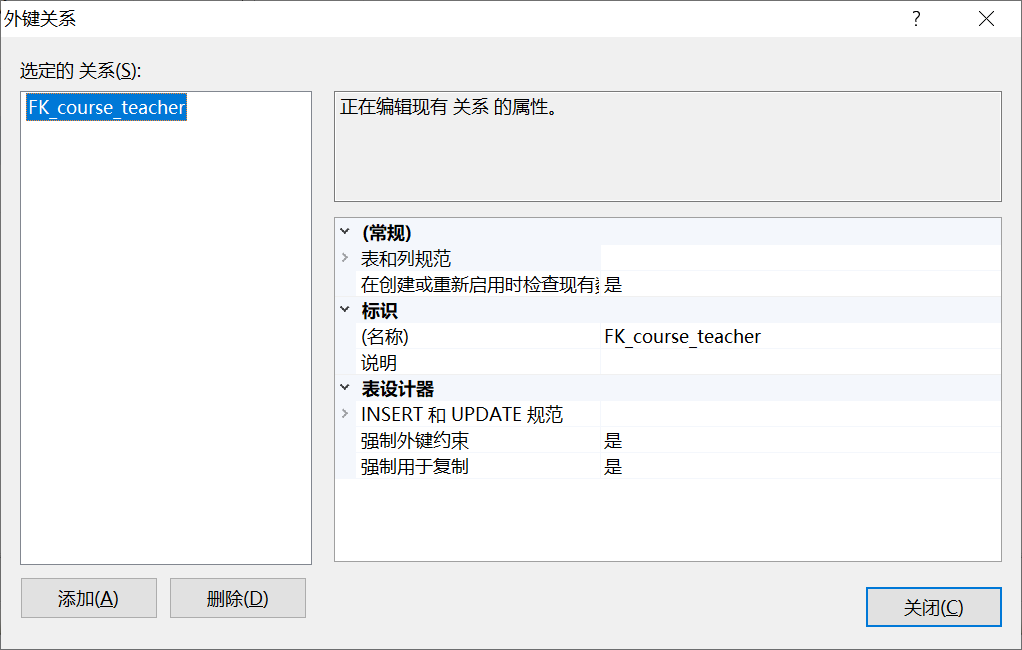 外键关系
?
选定的 关系(S):
FK_course_teacher
正在编辑现有 关系 的属性。
(常规)
表和列规范
在创建或重新启用时检查现有 是
标识
(名称) FK_course_teacher
说明
表设计器
INSERT 和 UPDATE 规范
强制外键约束 是
强制用于复制 是
添加(A) 删除(D)
关闭(C)